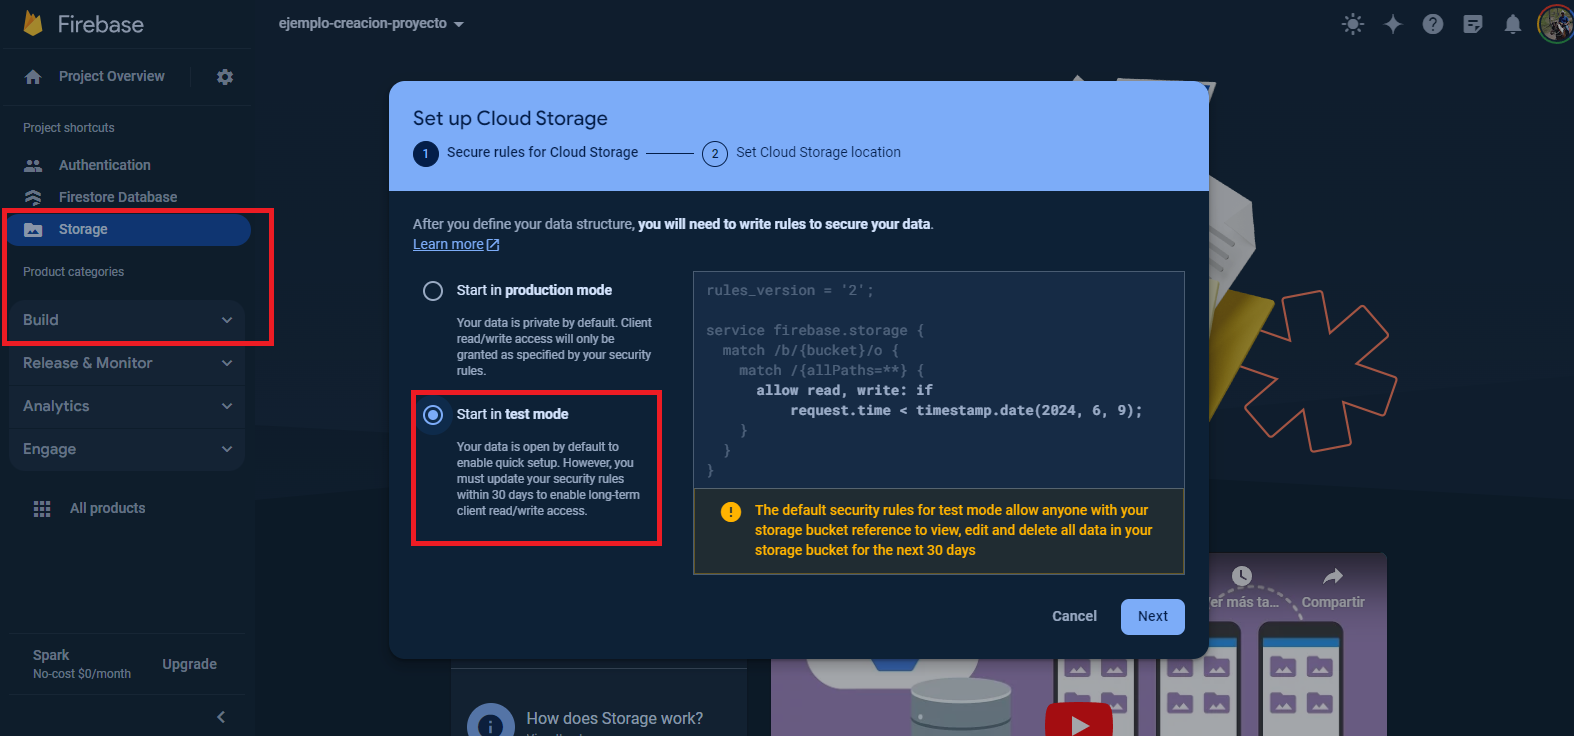 Firebase
ejemplo-creacion-proyecto
Project Overview
Project shortcuts
Authentication
Firestore Database
Storage
Product categories
Build
Release & Monitor
Analytics
Engage
All products
Spark
No-cost $0/month
Upgrade
Set up Cloud Storage
1 Secure rules for Cloud Storage
2 Set Cloud Storage location
After you define your data structure, you will need to write rules to secure your data.
Learn more
Start in production mode
Your data is private by default. Client
read/write access will only be
granted as specified by your security
rules.
Start in test mode
Your data is open by default to
enable quick setup. However, you
must update your security rules
within 30 days to enable long-term
client read/write access.
rules_version = '2';
service firebase.storage {
match /b/{bucket}/o {
match /{allPaths=**} {
allow read, write: if
request.time < timestamp.date(2024, 6, 9);
}
}
}
The default security rules for test mode allow anyone with your
storage bucket reference to view, edit and delete all data in your
storage bucket for the next 30 days
Cancel
Next
más ta...
Compartir
How does Storage work?